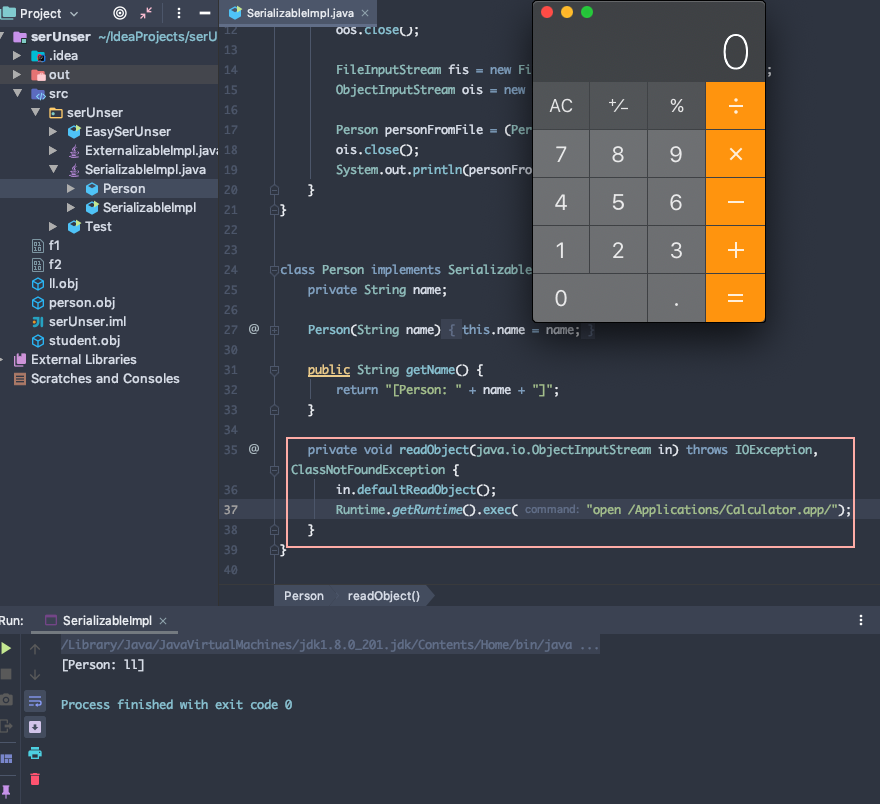 Project
serUnser ~/IdeaProjects/serU
.idea
out
src
serUnser
EasySerUnser
ExternalizableImpl.java
SerializableImpl.java
Person
SerializableImpl
Test
f1
f2
ll.obj
person.obj
serUnser.iml
student.obj
External Libraries
Scratches and Consoles
SerializableImpl.java
12 oos.close();
13
14 FileInputStream fis = new Fi ;
15 ObjectInputStream ois = new
16
17 Person personFromFile = (Per
18 ois.close();
19 System.out.println(personFro
20 }
21 }
22
23
24 class Person implements Serializable
25 private String name;
26
27 @ Person(String name) { this.name = name; }
30
31 public String getName() {
32 return "[Person: " + name + "]";
33 }
34
35 @ private void readObject(java.io.ObjectInputStream in) throws IOException,
ClassNotFoundException {
36 in.defaultReadObject();
37 Runtime.getRuntime().exec( command: "open /Applications/Calculator.app/");
38 }
39 }
40
Person readObject()
0
AC +⁄− % ÷
7 8 9 ×
4 5 6 −
1 2 3 +
0 . =
Run: SerializableImpl
/Library/Java/JavaVirtualMachines/jdk1.8.0_201.jdk/Contents/Home/bin/java ...
[Person: ll]
Process finished with exit code 0